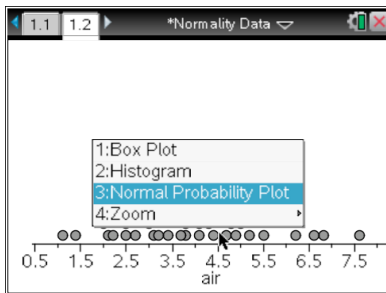 1.1 1.2 *Normality Data
1:Box Plot
2:Histogram
3:Normal Probability Plot
4:Zoom
0.5 1.5 2.5 3.5 4.5 5.5 6.5 7.5
air